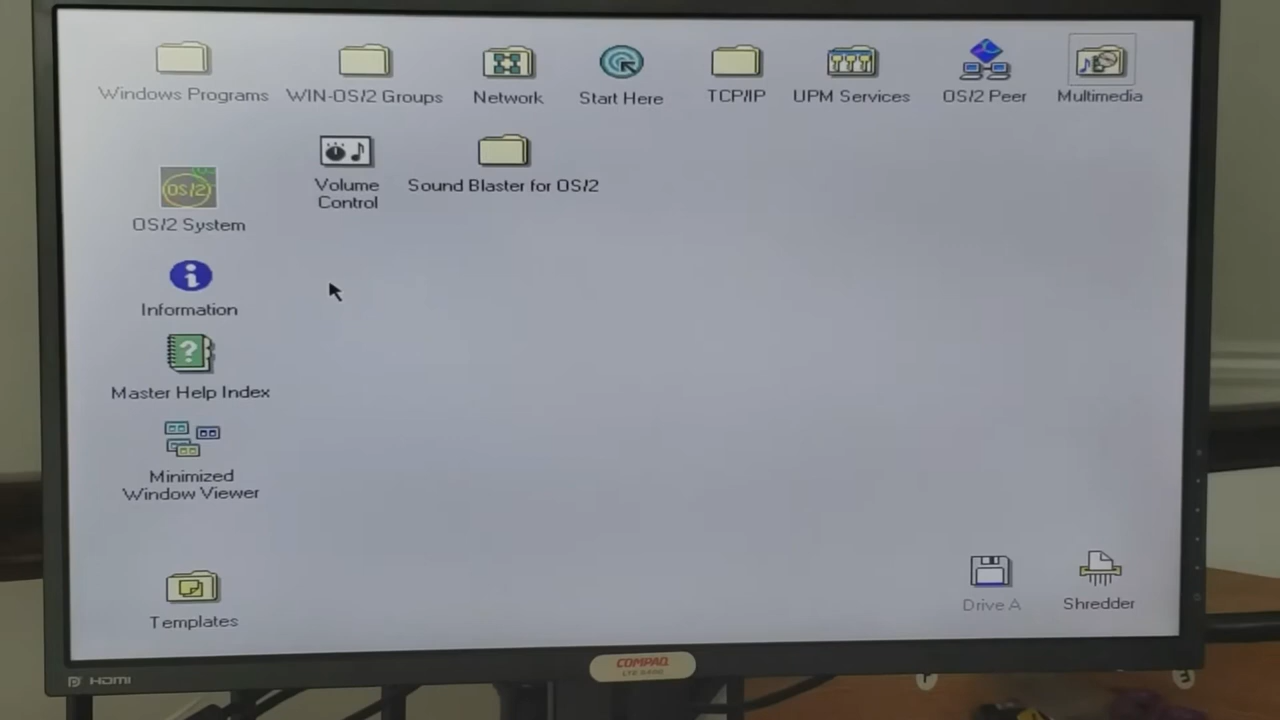 Windows Programs
WIN-OS/2 Groups
Network
Start Here
TCP/IP
UPM Services
OS/2 Peer
Multimedia
OS/2
OS/2 System
Volume
Control
Sound Blaster for OS/2
Information
Master Help Index
Minimized
Window Viewer
Templates
Drive A
Shredder
HDMI
COMPAQ